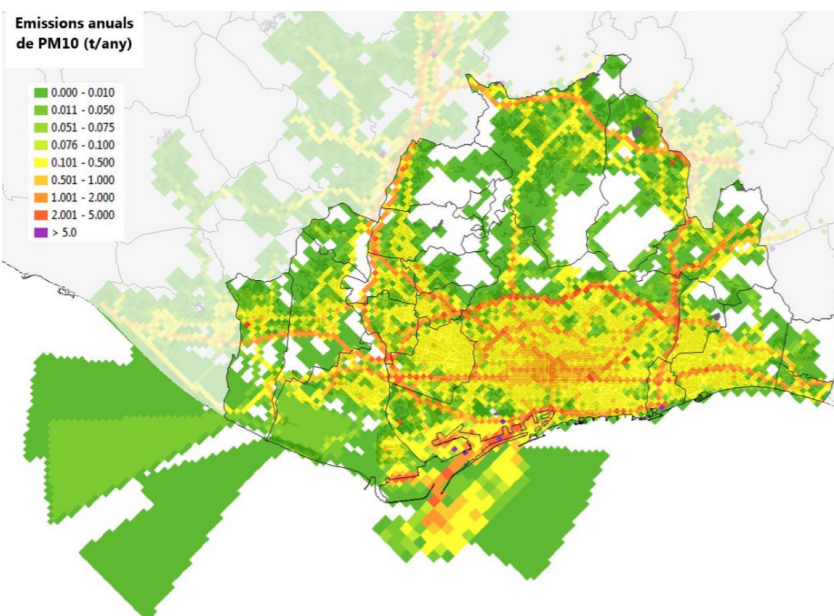 Emissions anuals
de PM10 (t/any)
0.000 - 0.010
0.011 - 0.050
0.051 - 0.075
0.076 - 0.100
0.101 - 0.500
0.501 - 1.000
1.001 - 2.000
2.001 - 5.000
> 5.0